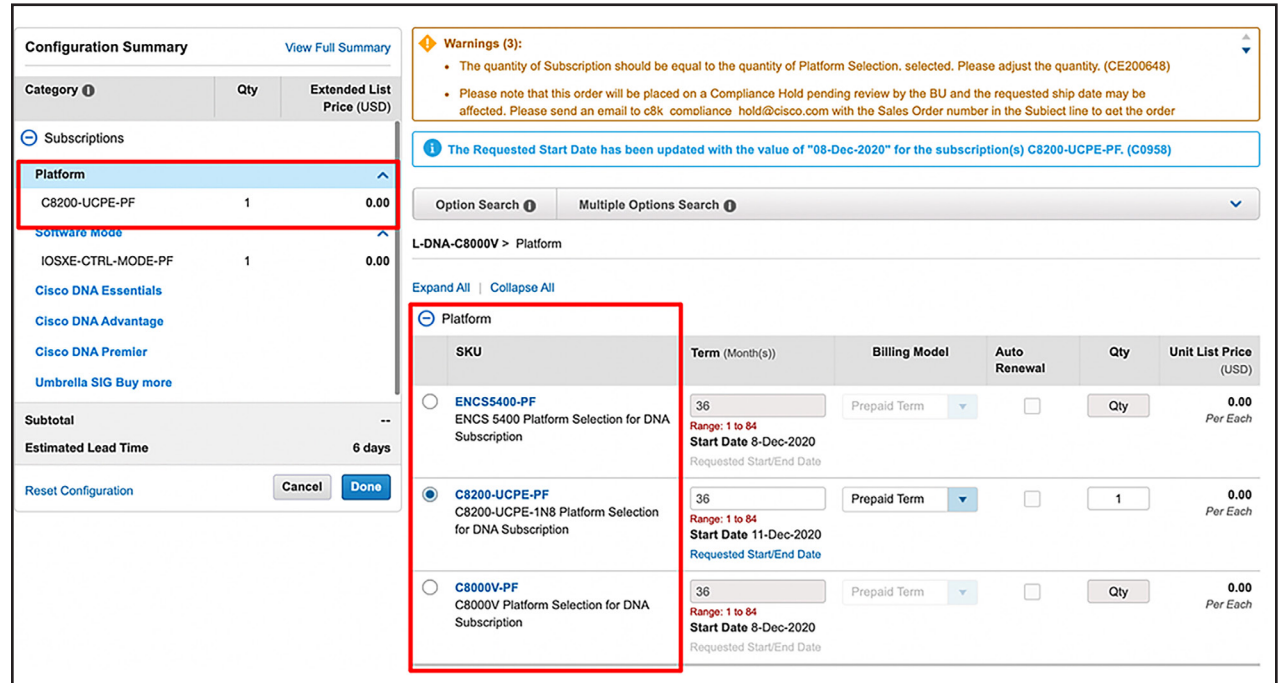 Configuration Summary
View Full Summary
Category
Qty
Extended List
Price (USD)
Subscriptions
Platform
C8200-UCPE-PF 1 0.00
Software Mode
IOSXE-CTRL-MODE-PF 1 0.00
Cisco DNA Essentials
Cisco DNA Advantage
Cisco DNA Premier
Umbrella SIG Buy more
Subtotal --
Estimated Lead Time 6 days
Reset Configuration
Cancel
Done
Warnings (3):
• The quantity of Subscription should be equal to the quantity of Platform Selection. selected. Please adjust the quantity. (CE200648)
• Please note that this order will be placed on a Compliance Hold pending review by the BU and the requested ship date may be
affected. Please send an email to c8k_compliance_hold@cisco.com with the Sales Order number in the Subject line to get the order
The Requested Start Date has been updated with the value of "08-Dec-2020" for the subscription(s) C8200-UCPE-PF. (C0958)
Option Search
Multiple Options Search
L-DNA-C8000V > Platform
Expand All | Collapse All
Platform
SKU
Term (Month(s))
Billing Model
Auto
Renewal
Qty
Unit List Price
(USD)
ENCS5400-PF
ENCS 5400 Platform Selection for DNA
Subscription
36
Range: 1 to 84
Start Date 8-Dec-2020
Requested Start/End Date
Prepaid Term
Qty
0.00
Per Each
C8200-UCPE-PF
C8200-UCPE-1N8 Platform Selection
for DNA Subscription
36
Range: 1 to 84
Start Date 11-Dec-2020
Requested Start/End Date
Prepaid Term
1
0.00
Per Each
C8000V-PF
C8000V Platform Selection for DNA
Subscription
36
Range: 1 to 84
Start Date 8-Dec-2020
Requested Start/End Date
Prepaid Term
Qty
0.00
Per Each